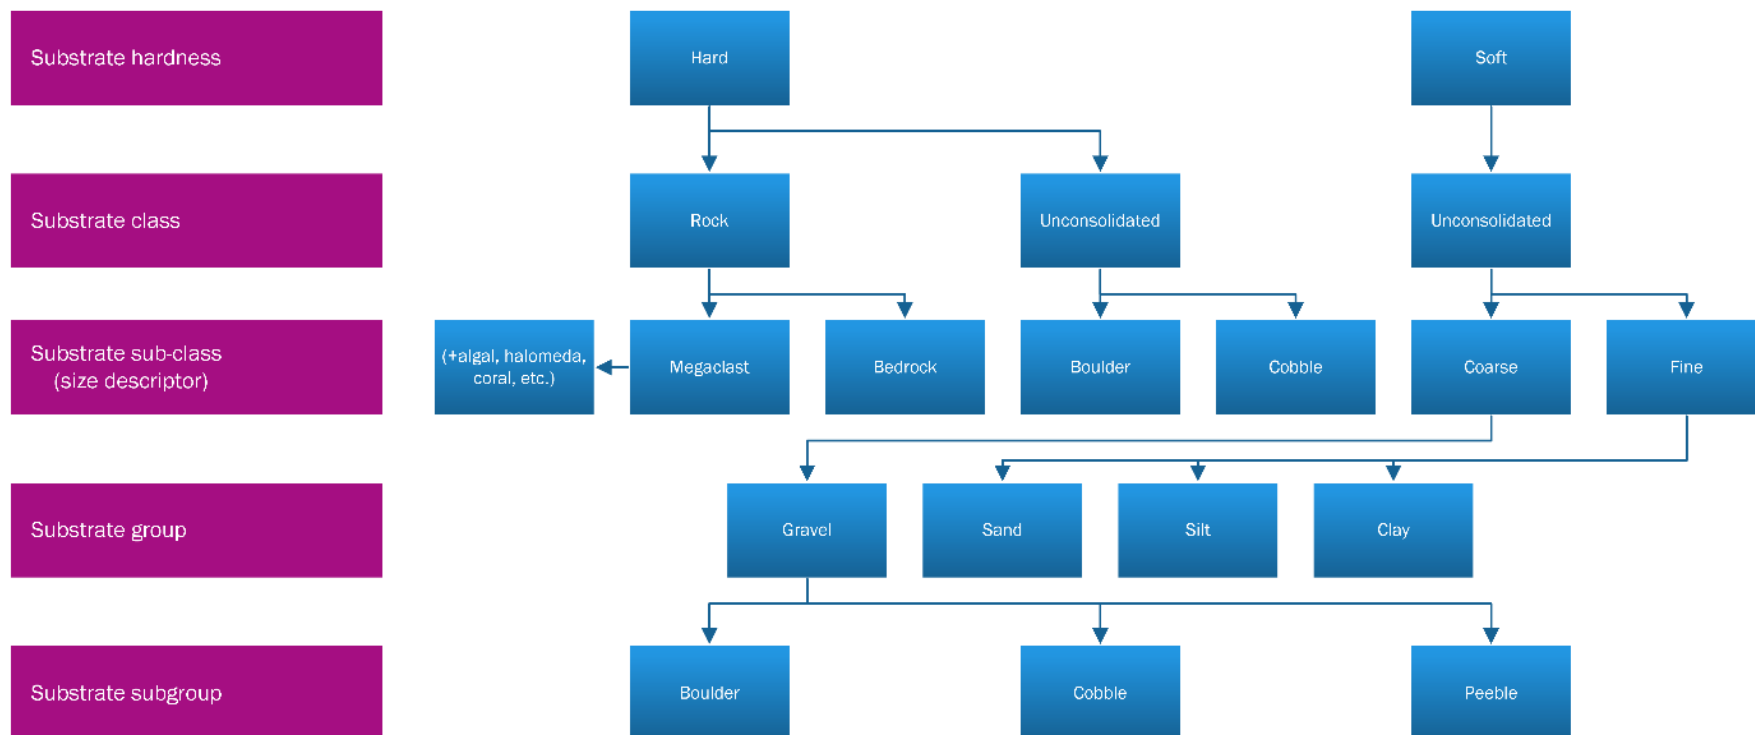 Substrate hardness
Hard
Soft
Substrate class
Rock
Unconsolidated
Unconsolidated
Substrate sub-class
(size descriptor)
(+algal, halomeda,
coral, etc.)
Megaclast
Bedrock
Boulder
Cobble
Coarse
Fine
Substrate group
Gravel
Sand
Silt
Clay
Substrate subgroup
Boulder
Cobble
Peeble